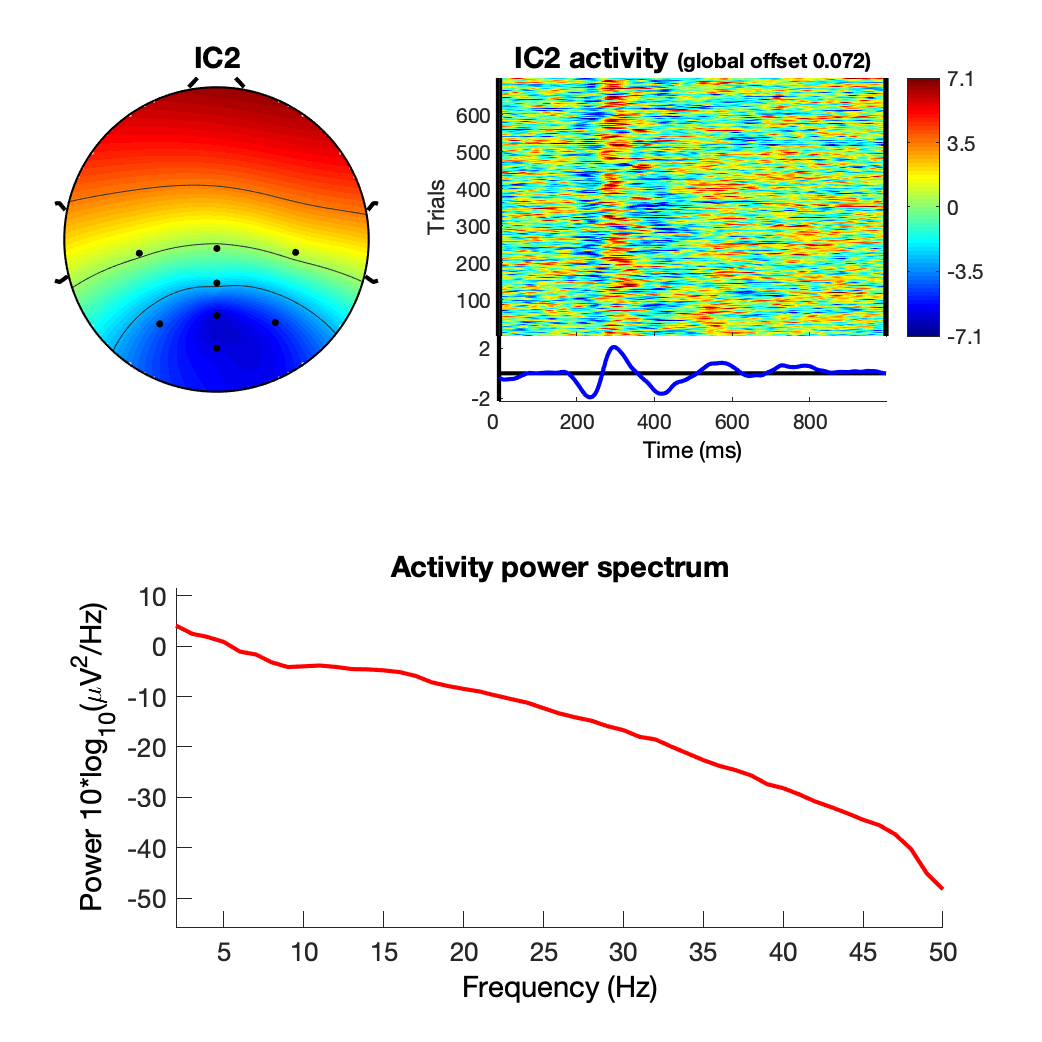 IC2
IC2 activity (global offset 0.072)
Trials
600
500
400
300
200
100
7.1
3.5
0
-3.5
-7.1
2
-2
0 200 400 600 800
Time (ms)
Activity power spectrum
Power 10*log10(μV2/Hz)
10
0
-10
-20
-30
-40
-50
5 10 15 20 25 30 35 40 45 50
Frequency (Hz)